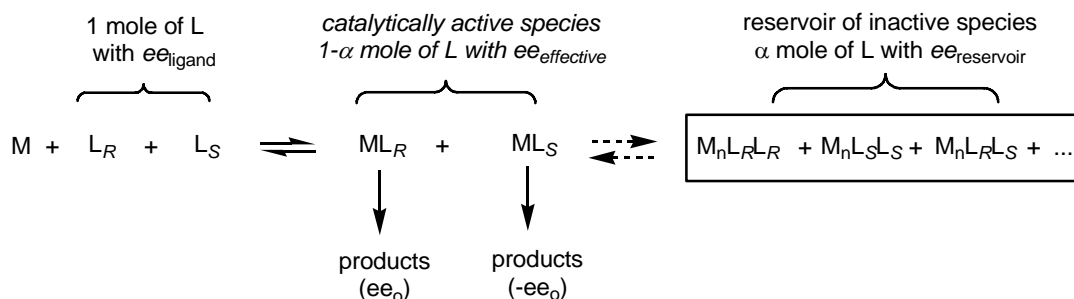 1 mole of L
with ee_ligand
catalytically active species
1-α mole of L with ee_effective
reservoir of inactive species
α mole of L with ee_reservoir
M + L_R + L_S ML_R + ML_S M_nL_RL_R + M_nL_SL_S + M_nL_RL_S + ...
products
(ee_o)
products
(-ee_o)